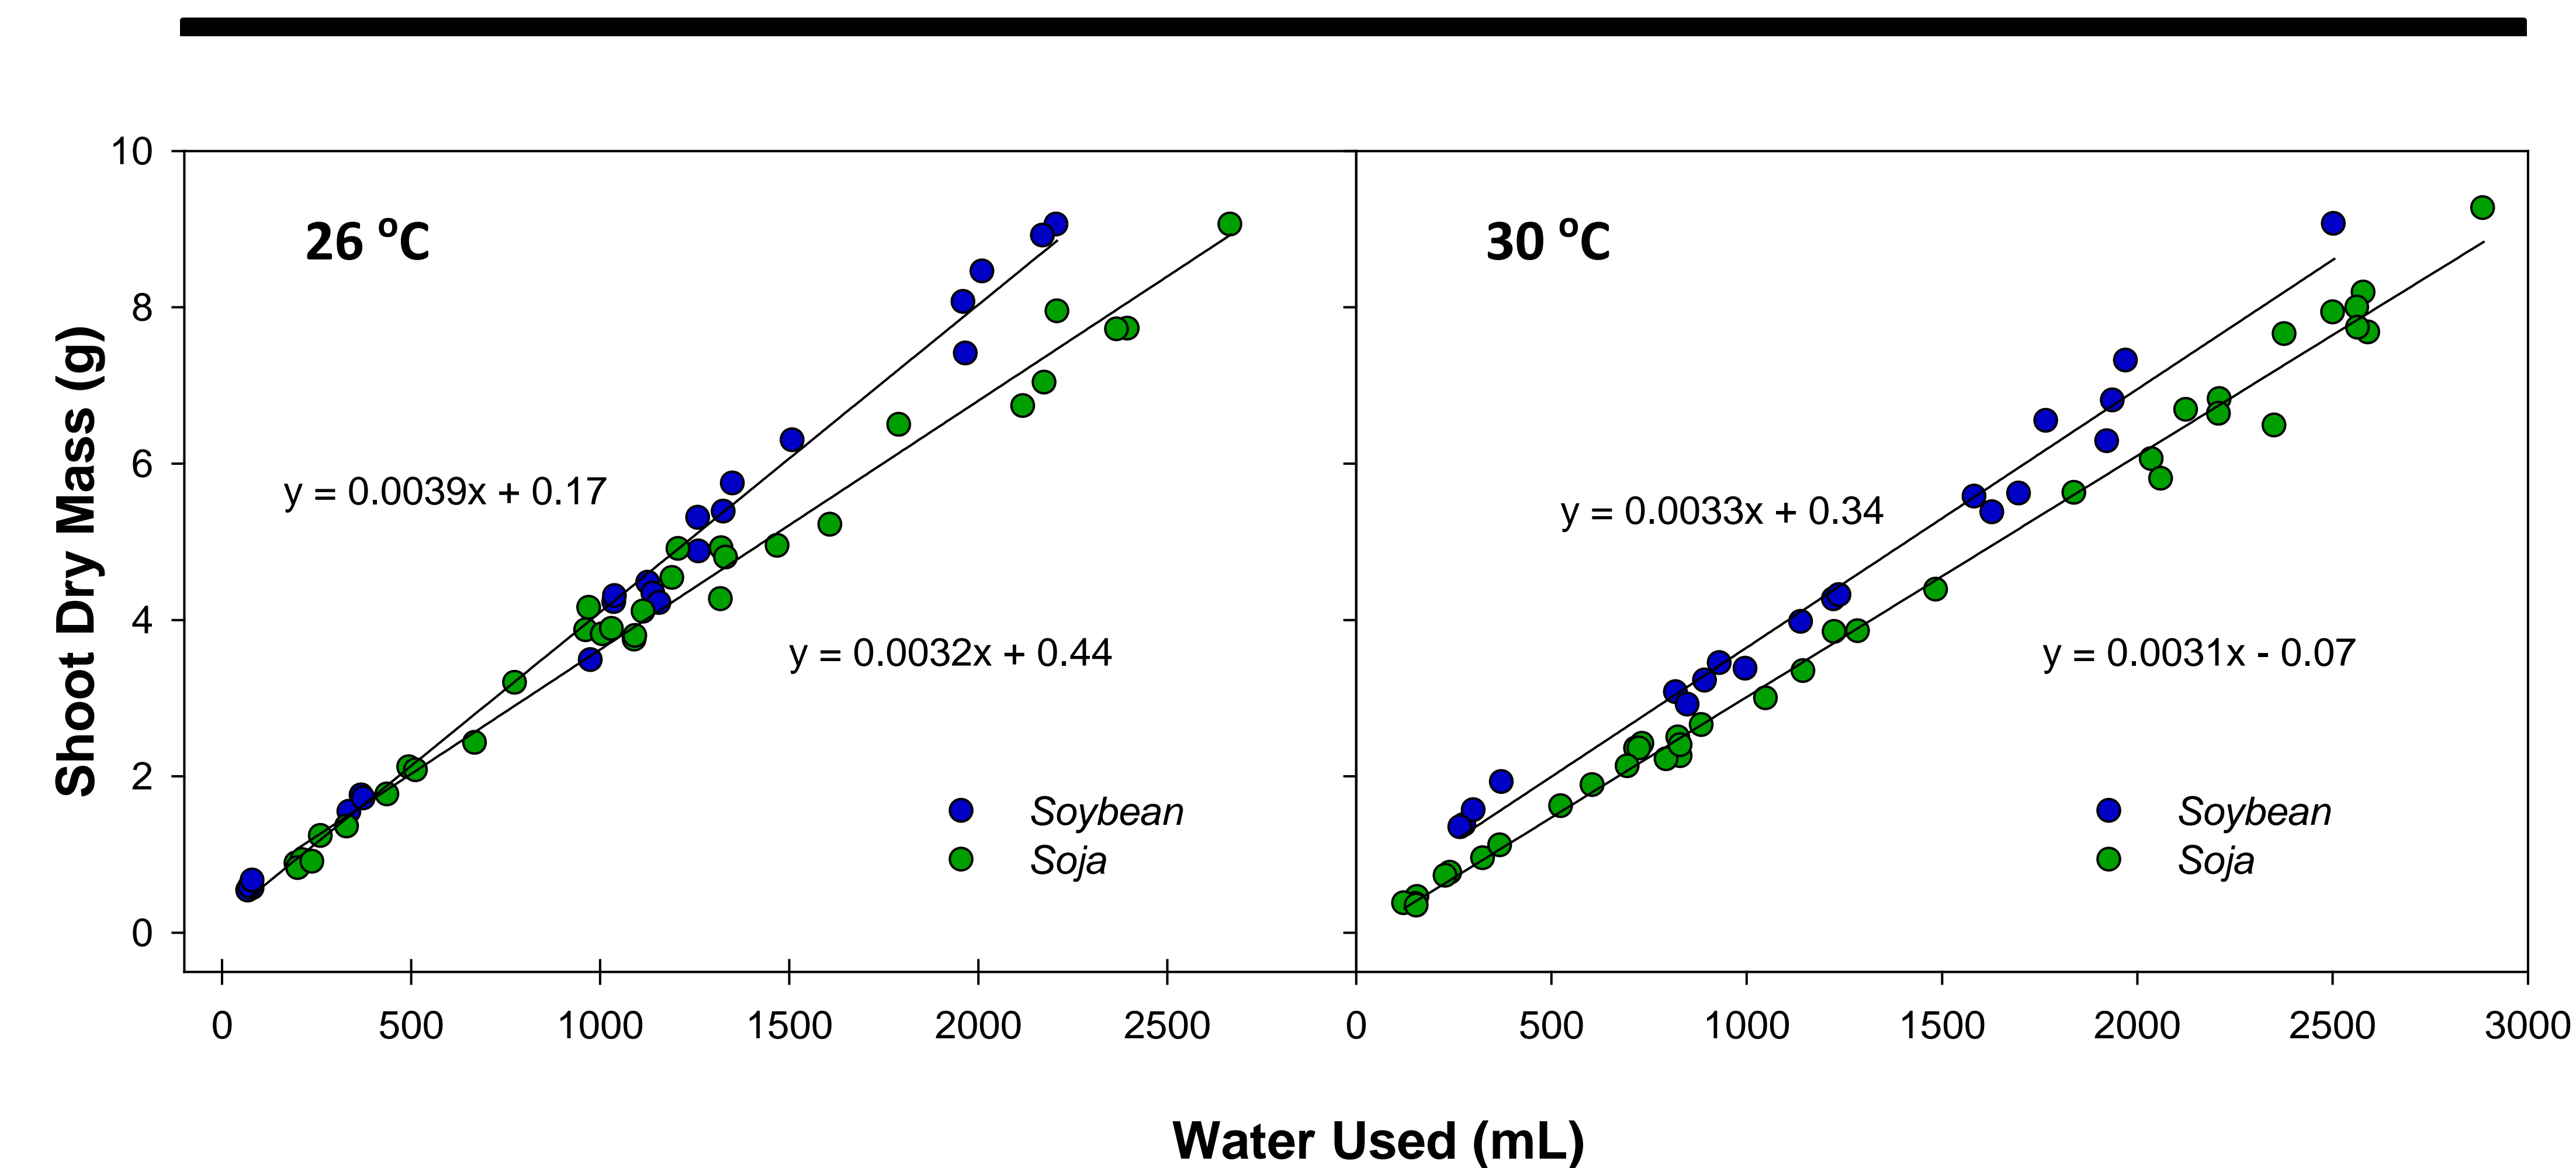 10
8
6
4
2
0
Shoot Dry Mass (g)
26 °C
y = 0.0039x + 0.17
y = 0.0032x + 0.44
Soybean
Soja
0 500 1000 1500 2000 2500
30 °C
y = 0.0033x + 0.34
y = 0.0031x - 0.07
Soybean
Soja
0 500 1000 1500 2000 2500 3000
Water Used (mL)